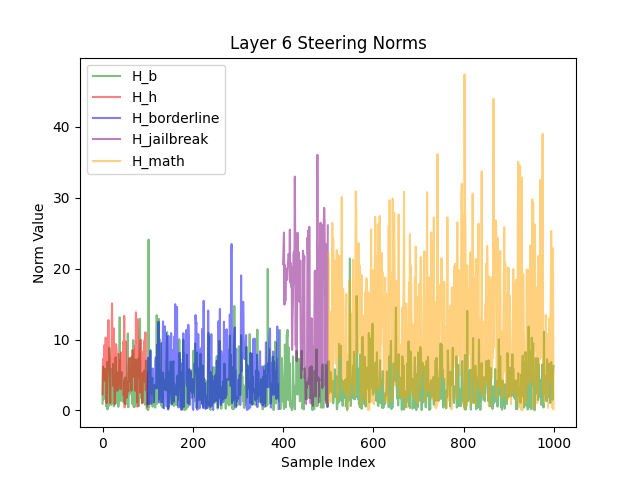 Layer 6 Steering Norms
H_b
H_h
H_borderline
H_jailbreak
H_math
Norm Value
40
30
20
10
0
0 200 400 600 800 1000
Sample Index